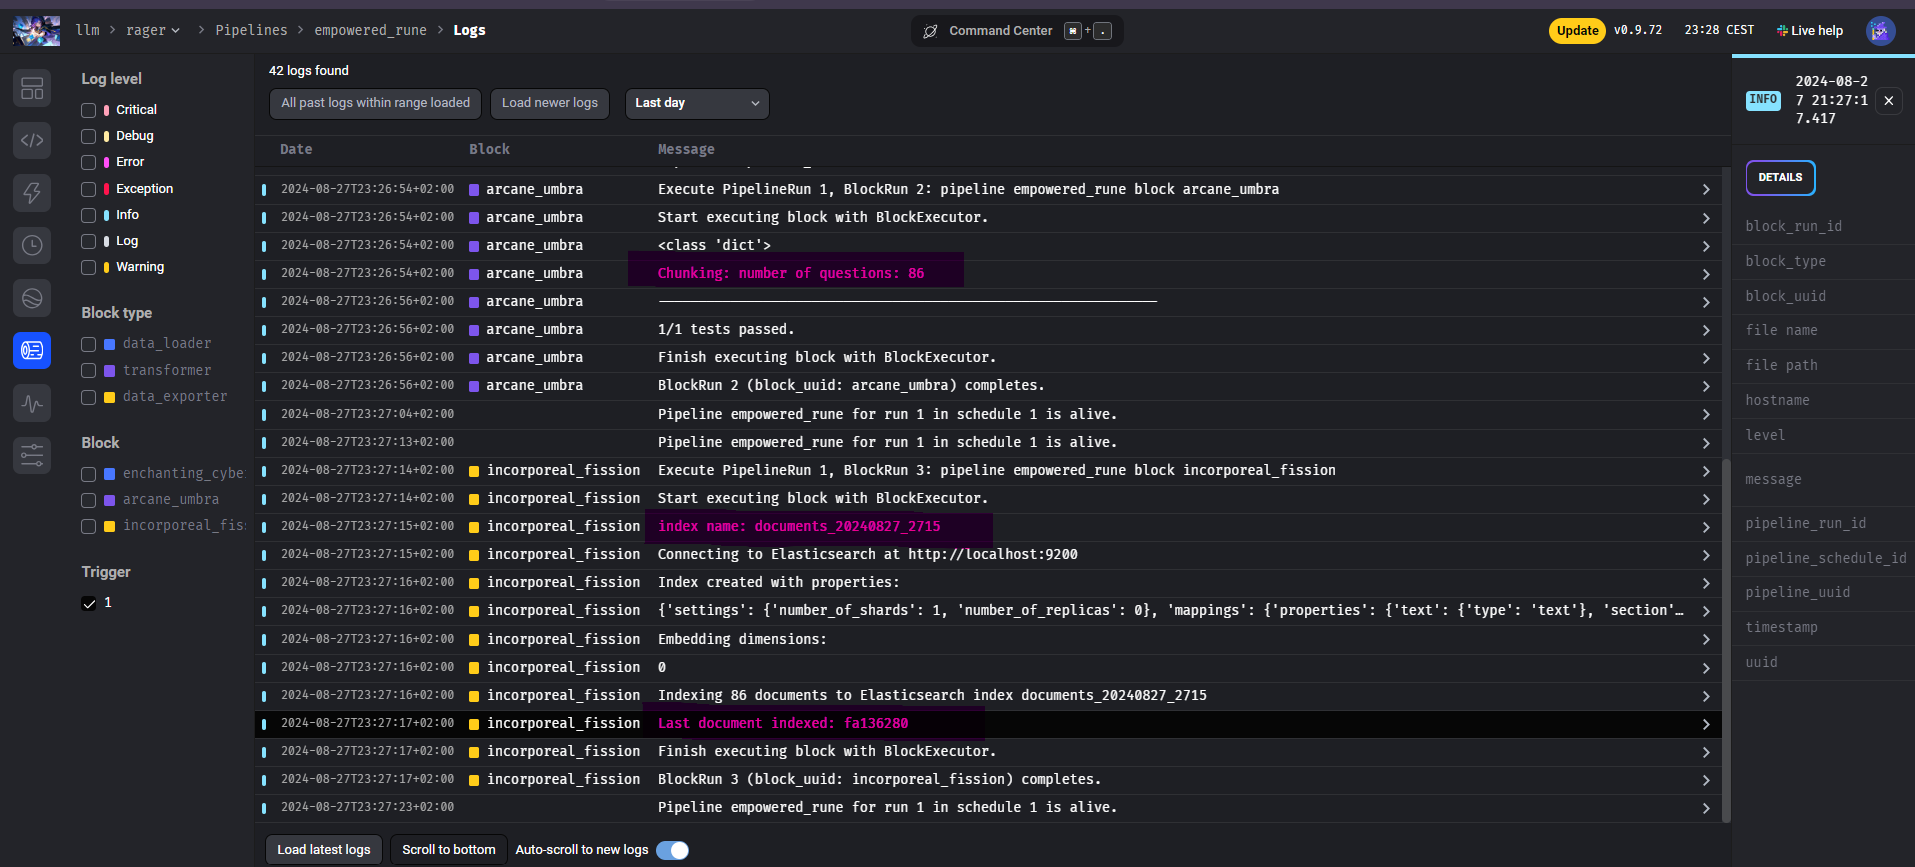 llm > rager > Pipelines > empowered_rune > Logs
Command Center ⌘ + .
Update v0.9.72 23:28 CEST Live help
Log level
Critical
Debug
Error
Exception
Info
Log
Warning
Block type
data_loader
transformer
data_exporter
Block
enchanting_cybe
arcane_umbra
incorporeal_fis
Trigger
1
42 logs found
All past logs within range loaded Load newer logs Last day
Date Block Message
2024-08-27T23:26:54+02:00 arcane_umbra Execute PipelineRun 1, BlockRun 2: pipeline empowered_rune block arcane_umbra
2024-08-27T23:26:54+02:00 arcane_umbra Start executing block with BlockExecutor.
2024-08-27T23:26:54+02:00 arcane_umbra <class 'dict'>
2024-08-27T23:26:54+02:00 arcane_umbra Chunking: number of questions: 86
2024-08-27T23:26:56+02:00 arcane_umbra
2024-08-27T23:26:56+02:00 arcane_umbra 1/1 tests passed.
2024-08-27T23:26:56+02:00 arcane_umbra Finish executing block with BlockExecutor.
2024-08-27T23:26:56+02:00 arcane_umbra BlockRun 2 (block_uuid: arcane_umbra) completes.
2024-08-27T23:27:04+02:00 Pipeline empowered_rune for run 1 in schedule 1 is alive.
2024-08-27T23:27:13+02:00 Pipeline empowered_rune for run 1 in schedule 1 is alive.
2024-08-27T23:27:14+02:00 incorporeal_fission Execute PipelineRun 1, BlockRun 3: pipeline empowered_rune block incorporeal_fission
2024-08-27T23:27:14+02:00 incorporeal_fission Start executing block with BlockExecutor.
2024-08-27T23:27:15+02:00 incorporeal_fission index name: documents_20240827_2715
2024-08-27T23:27:15+02:00 incorporeal_fission Connecting to Elasticsearch at http://localhost:9200
2024-08-27T23:27:16+02:00 incorporeal_fission Index created with properties:
2024-08-27T23:27:16+02:00 incorporeal_fission {'settings': {'number_of_shards': 1, 'number_of_replicas': 0}, 'mappings': {'properties': {'text': {'type': 'text'}, 'section'…
2024-08-27T23:27:16+02:00 incorporeal_fission Embedding dimensions:
2024-08-27T23:27:16+02:00 incorporeal_fission 0
2024-08-27T23:27:16+02:00 incorporeal_fission Indexing 86 documents to Elasticsearch index documents_20240827_2715
2024-08-27T23:27:17+02:00 incorporeal_fission Last document indexed: fa136280
2024-08-27T23:27:17+02:00 incorporeal_fission Finish executing block with BlockExecutor.
2024-08-27T23:27:17+02:00 incorporeal_fission BlockRun 3 (block_uuid: incorporeal_fission) completes.
2024-08-27T23:27:23+02:00 Pipeline empowered_rune for run 1 in schedule 1 is alive.
Load latest logs Scroll to bottom Auto-scroll to new logs
INFO
2024-08-2
7 21:27:1
7.417
DETAILS
block_run_id
block_type
block_uuid
file name
file path
hostname
level
message
pipeline_run_id
pipeline_schedule_id
pipeline_uuid
timestamp
uuid